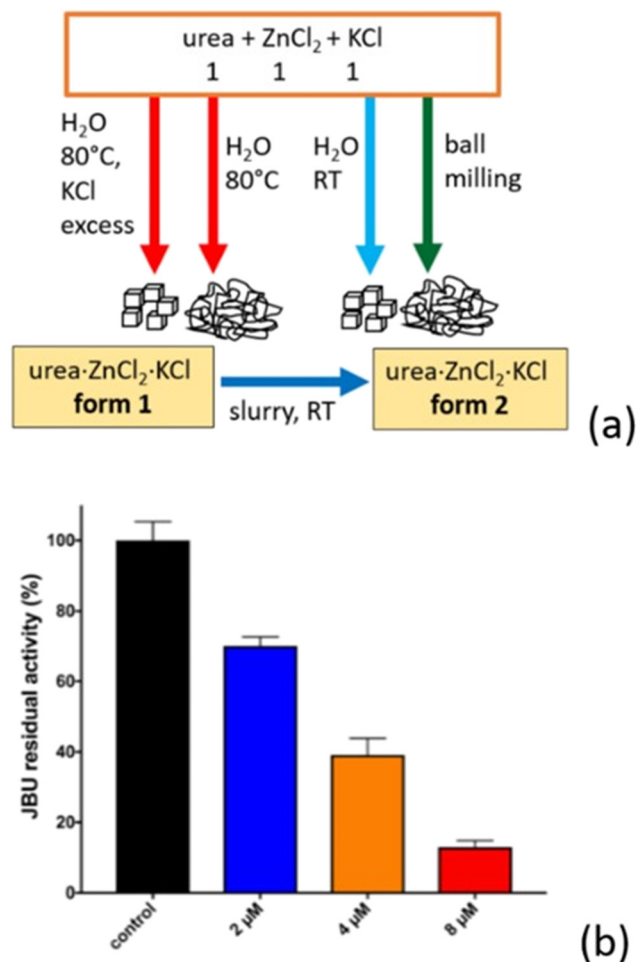 urea + ZnCl₂ + KCl
1 1 1
H₂O
80°C,
KCl
excess
H₂O
80°C
H₂O
RT
ball
milling
urea·ZnCl₂·KCl
form 1
slurry, RT
urea·ZnCl₂·KCl
form 2
(a)
JBU residual activity (%)
100
80
60
40
20
0
control
2 µM
4 µM
8 µM
(b)